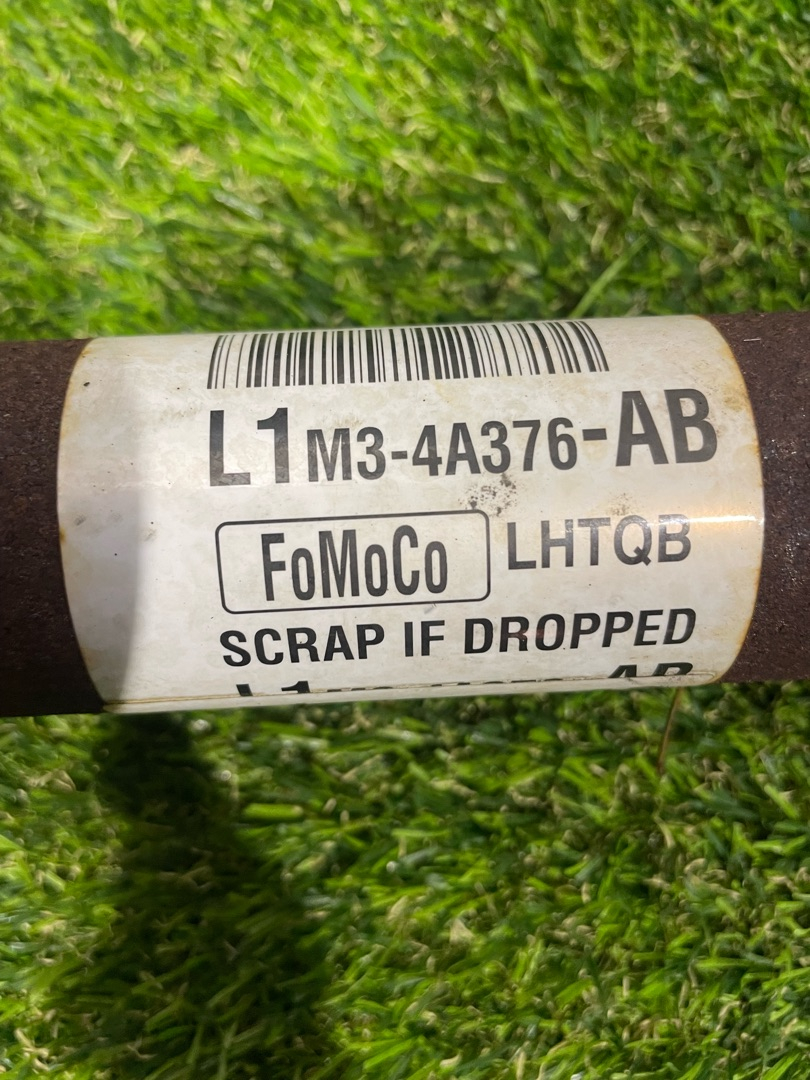 L1M3-4A376-AB
FoMoCo LHTQB
SCRAP IF DROPPED